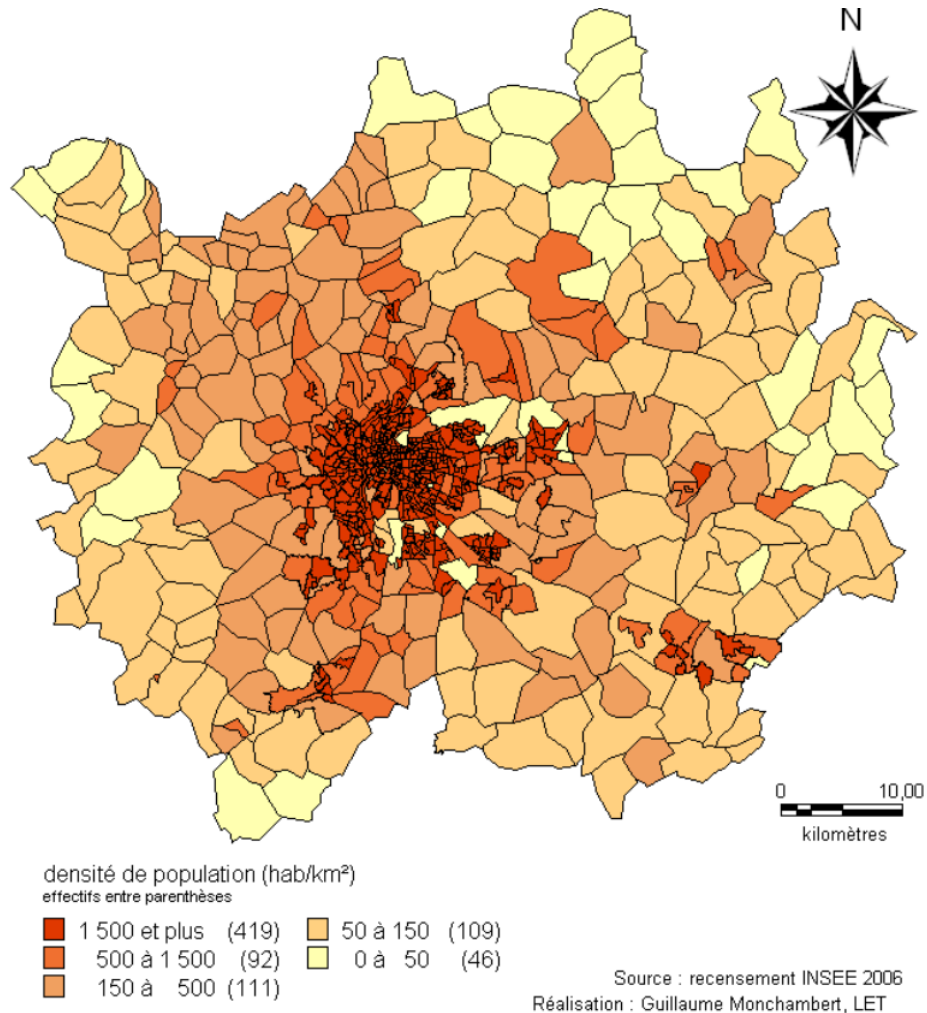 N
0 10,00
kilomètres
densité de population (hab/km²)
effectifs entre parenthèses
1 500 et plus (419)
500 à 1 500 (92)
150 à 500 (111)
50 à 150 (109)
0 à 50 (46)
Source : recensement INSEE 2006
Réalisation : Guillaume Monchambert, LET